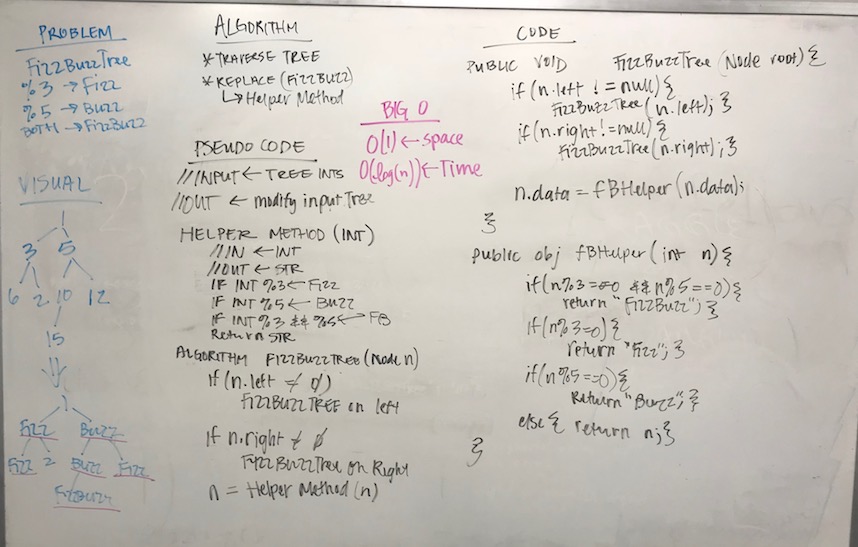 PROBLEM
FizzBuzzTree
%3 → Fizz
%5 → Buzz
BOTH → FizzBuzz
VISUAL
1
3 5
6 2 10 12
15
1
Fizz Buzz
Fizz 2 Buzz Fizz
FizzBuzz
ALGORITHM
* TRAVERSE TREE
* REPLACE (FIZZBUZZ)
↳ Helper Method
BIG O
O(1) ← space
O(log(n)) ← Time
PSEUDO CODE
//INPUT ← TREE INTS
//OUT ← modify input Tree
HELPER METHOD (INT)
//IN ← INT
//OUT ← STR
IF INT %3 ← Fizz
IF INT %5 ← Buzz
IF INT %3 && %5 ← FB
Return STR
ALGORITHM FIZZBUZZTREE (Node n)
if (n.left ≠ ∅)
FIZZBUZZTREE on left
If n.right ≠ ∅
FizzBuzzTree on Right
n = Helper Method (n)
CODE
PUBLIC VOID FizzBuzzTree (Node root) {
if (n.left != null) {
FizzBuzzTree (n.left); }
if (n.right != null) {
FizzBuzzTree (n.right); }
n.data = fBHelper (n.data);
}
public obj fBHelper (int n) {
if (n%3 ==0 && n%5 ==0) {
return "FizzBuzz"; }
if (n%3=0) {
return "Fizz"; }
if (n%5 ==0) {
Return "Buzz"; }
else { return n; }
}